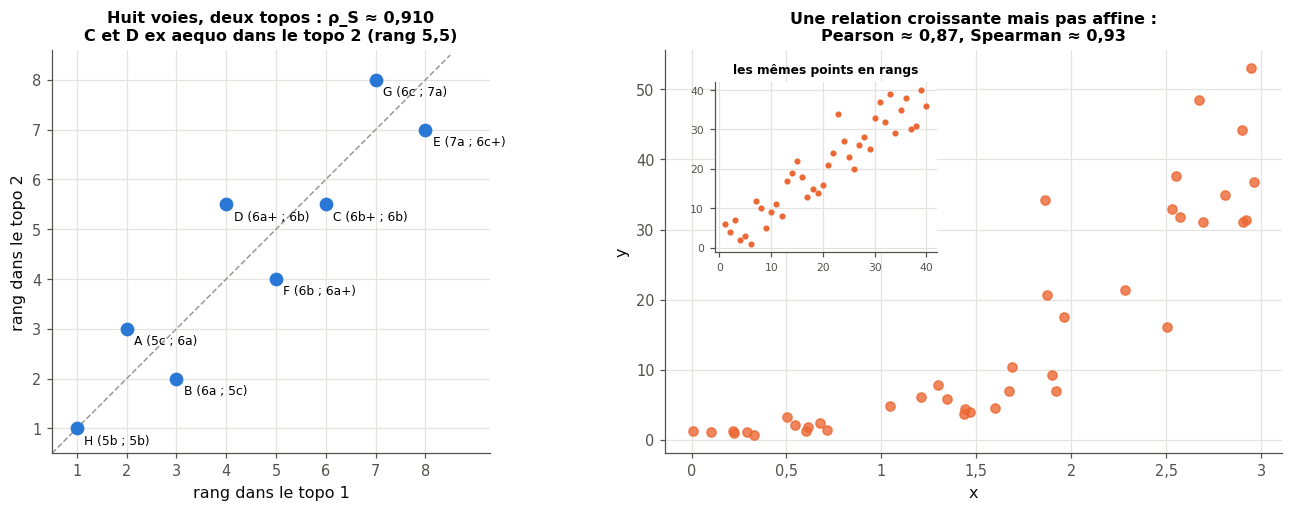 Huit voies, deux topos : ρ_S ≈ 0,910
C et D ex aequo dans le topo 2 (rang 5,5)
rang dans le topo 2
8
7
6
5
4
3
2
1
G (6c ; 7a)
E (7a ; 6c+)
D (6a+ ; 6b)
C (6b+ ; 6b)
F (6b ; 6a+)
A (5c ; 6a)
B (6a ; 5c)
H (5b ; 5b)
1 2 3 4 5 6 7 8
rang dans le topo 1
Une relation croissante mais pas affine :
Pearson ≈ 0,87, Spearman ≈ 0,93
y
50
40
30
20
10
0
les mêmes points en rangs
40
30
20
10
0
0 10 20 30 40
0 0,5 1 1,5 2 2,5 3
x